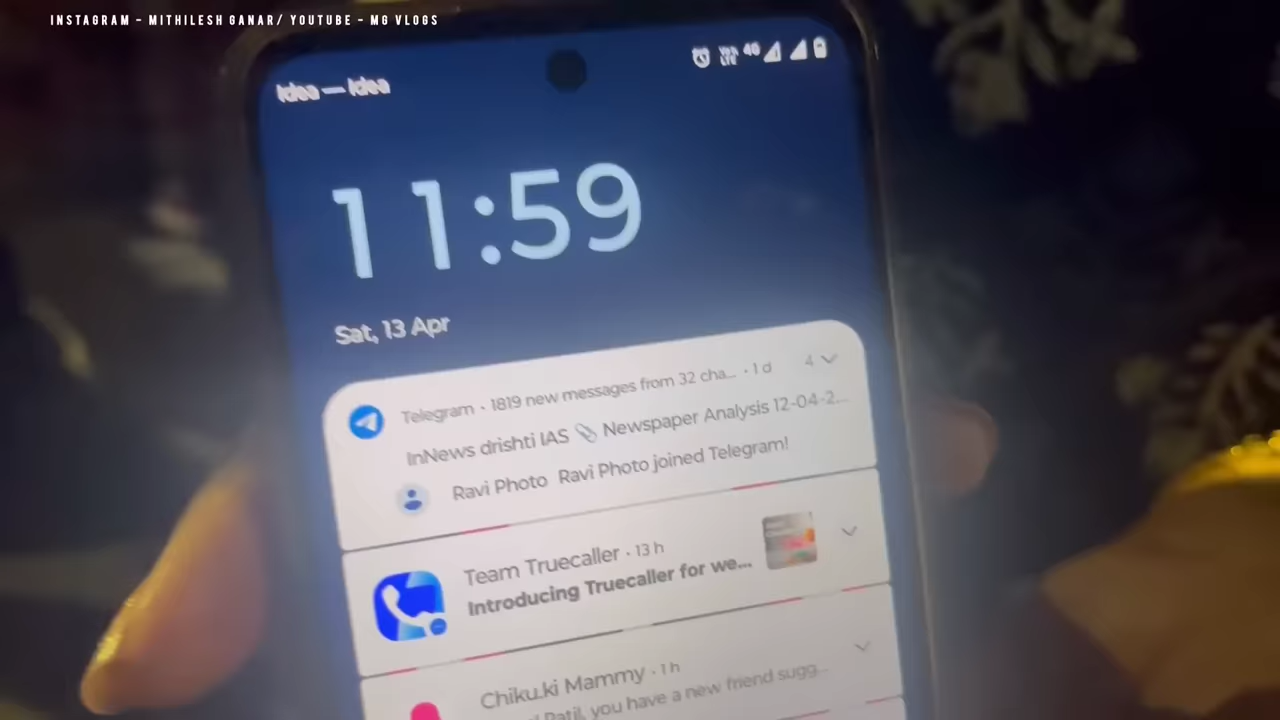 INSTAGRAM - MITHILESH GANAR/ YOUTUBE - MG VLOGS
Idea — Idea
4G
11:59
Sat, 13 Apr
Telegram • 1819 new messages from 32 cha... • 1 d 4
InNews drishti IAS 📎 Newspaper Analysis 12-04-2...
Ravi Photo Ravi Photo joined Telegram!
Team Truecaller • 13 h
Introducing Truecaller for we...
Chiku.ki Mammy • 1 h
Patil, you have a new friend sugg...